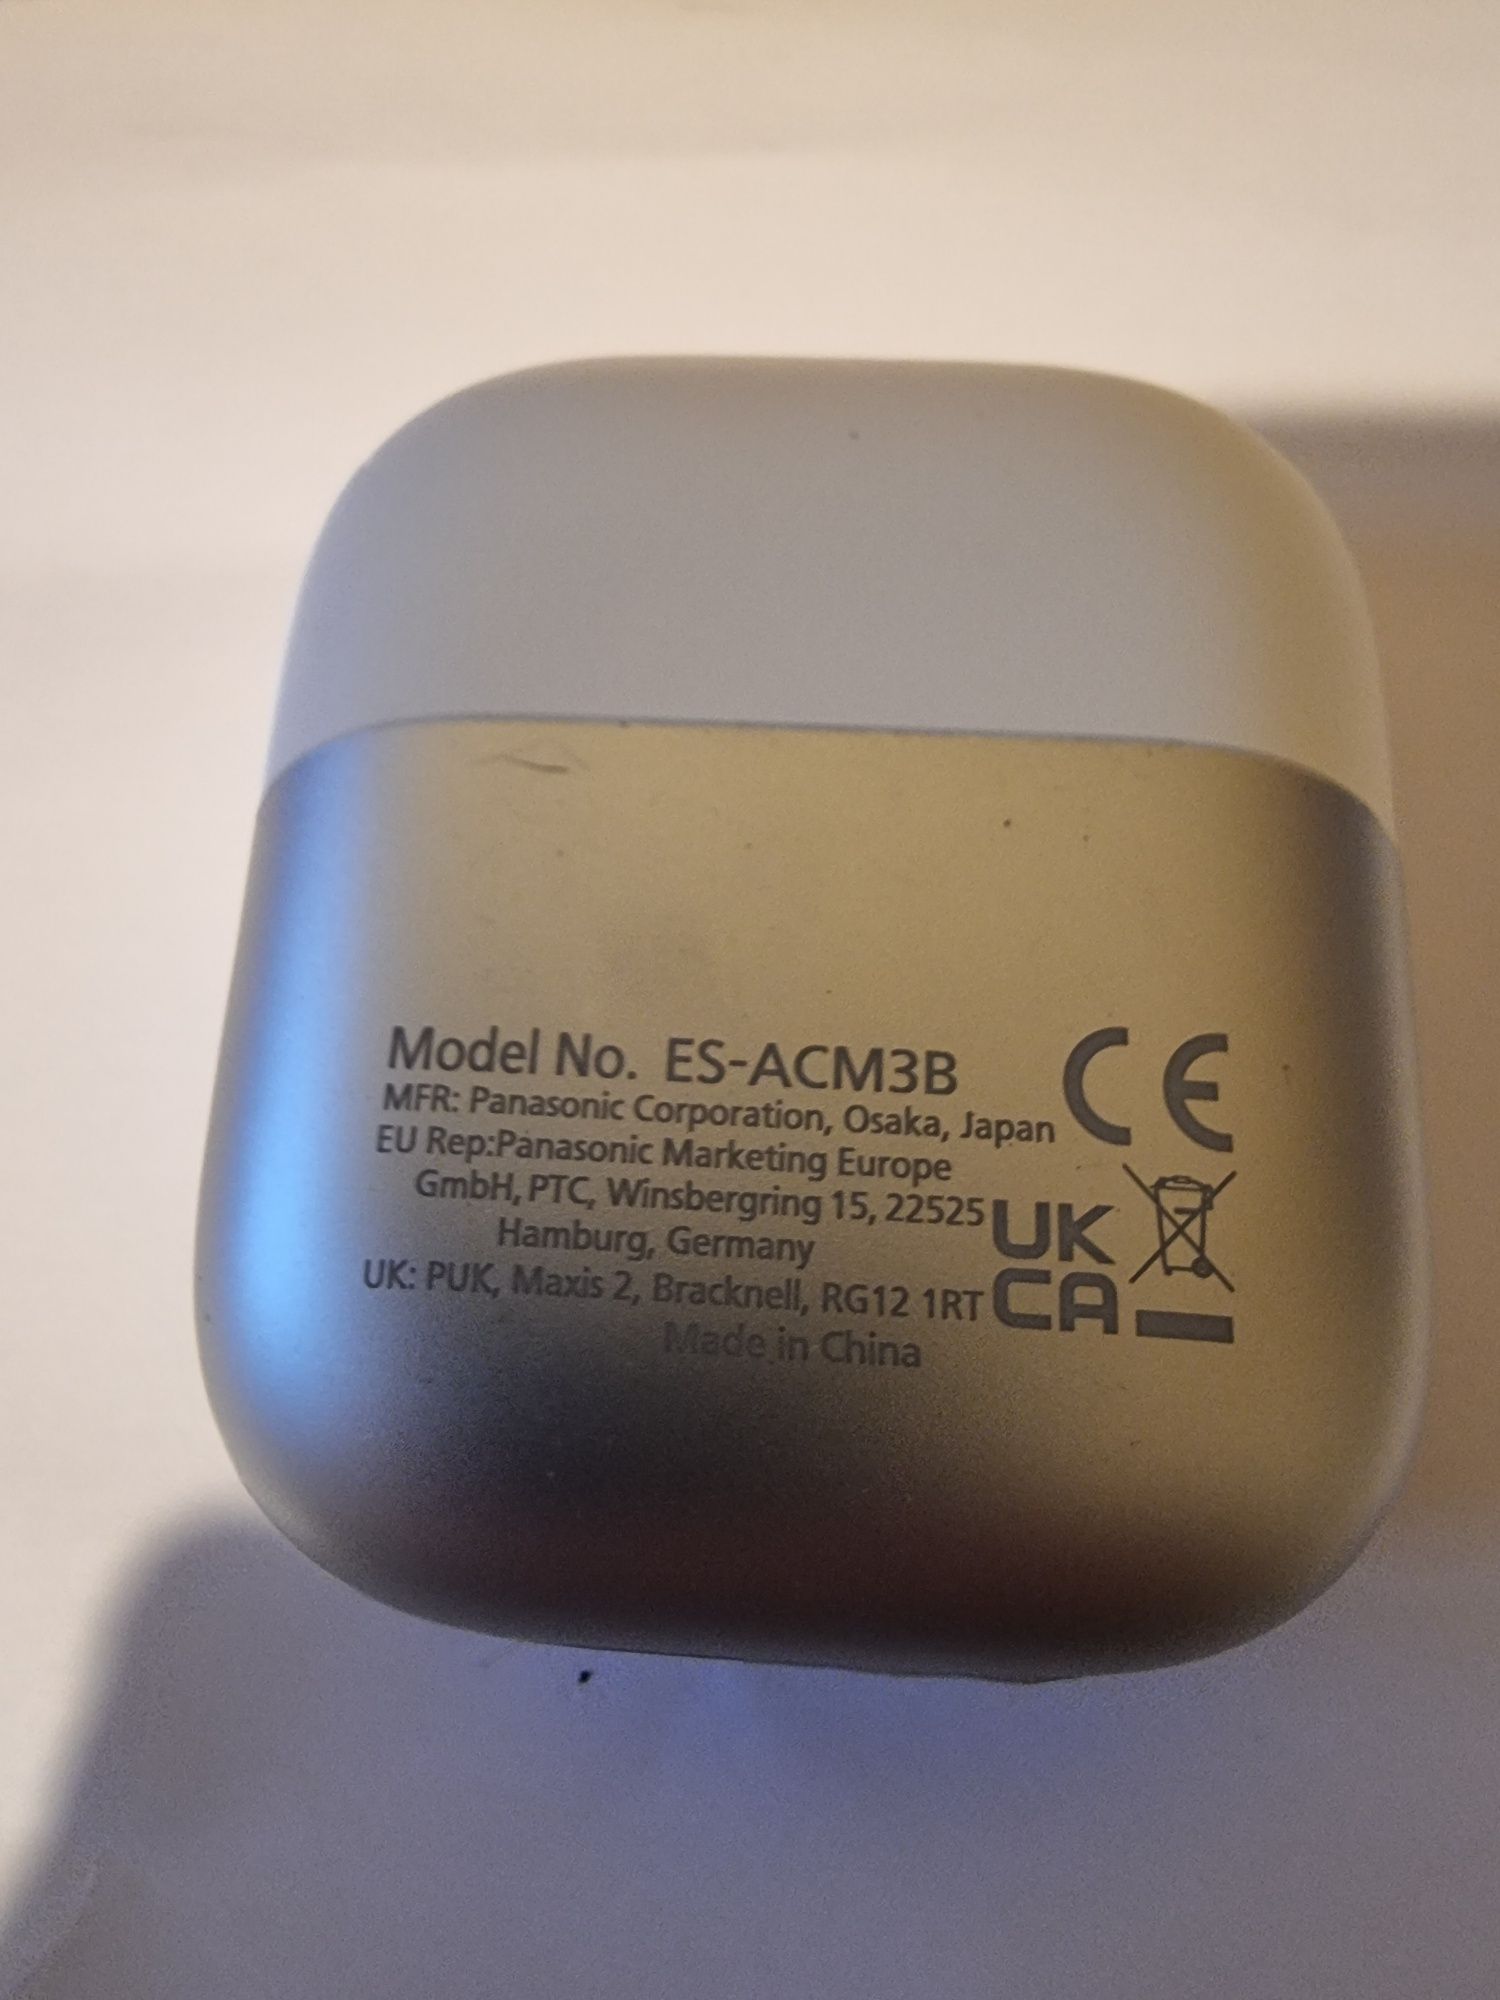 Model No. ES-ACM3B
MFR: Panasonic Corporation, Osaka, Japan
EU Rep:Panasonic Marketing Europe
GmbH, PTC, Winsbergring 15, 22525
Hamburg, Germany
UK: PUK, Maxis 2, Bracknell, RG12 1RT
Made in China
CE
UK
CA